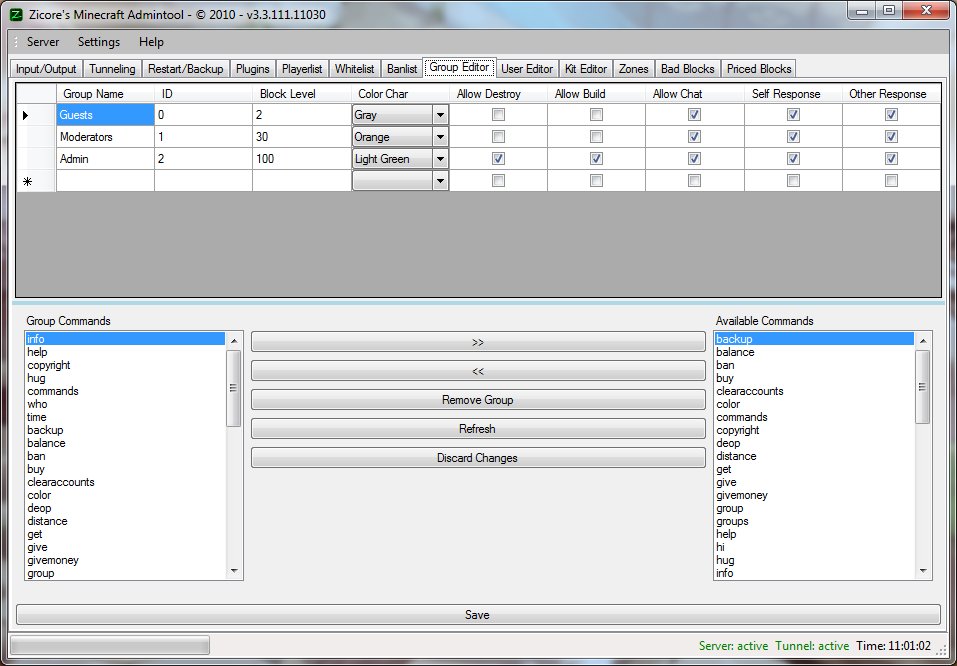 Zicore's Minecraft Admintool - © 2010 - v3.3.111.11030
Server Settings Help
Input/Output Tunneling Restart/Backup Plugins Playerlist Whitelist Banlist Group Editor User Editor Kit Editor Zones Bad Blocks Priced Blocks
Group Name ID Block Level Color Char Allow Destroy Allow Build Allow Chat Self Response Other Response
Guests 0 2 Gray
Moderators 1 30 Orange
Admin 2 100 Light Green
Group Commands
info
help
copyright
hug
commands
who
time
backup
balance
ban
buy
clearaccounts
color
deop
distance
get
give
givemoney
group
>>
<<
Remove Group
Refresh
Discard Changes
Available Commands
backup
balance
ban
buy
clearaccounts
color
commands
copyright
deop
distance
get
give
givemoney
group
groups
help
hi
hug
info
Save
Server: active Tunnel: active Time: 11:01:02